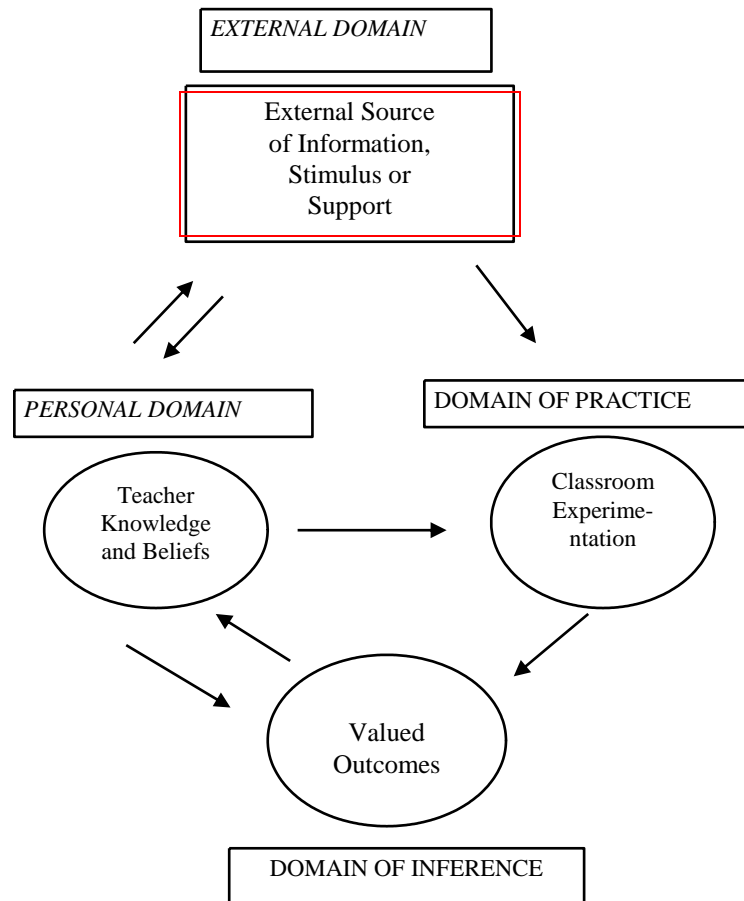 EXTERNAL DOMAIN
External Source
of Information,
Stimulus or
Support
PERSONAL DOMAIN
DOMAIN OF PRACTICE
Teacher
Knowledge
and Beliefs
Classroom
Experime-
ntation
Valued
Outcomes
DOMAIN OF INFERENCE